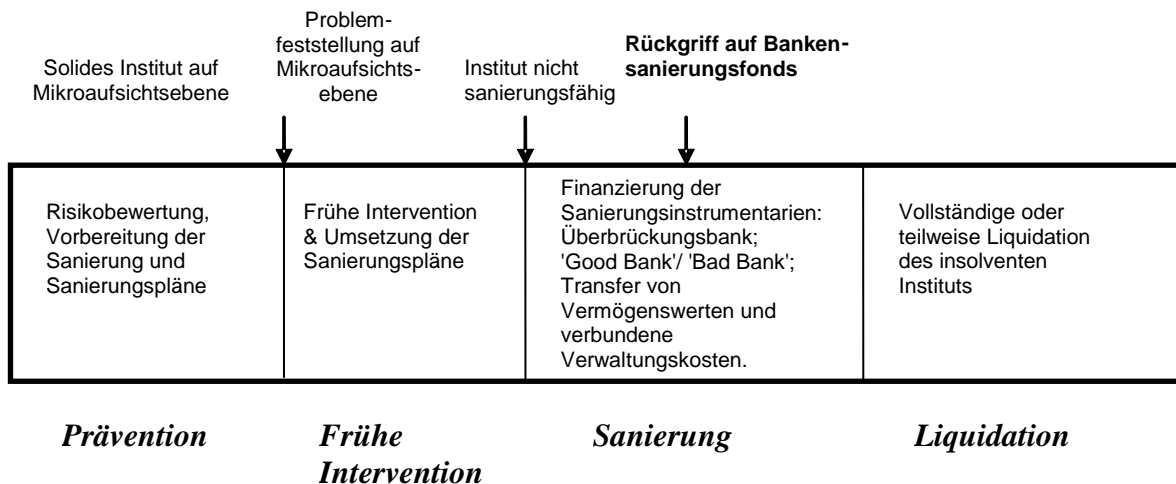 Solides Institut auf
Mikroaufsichtsebene
Problem-
feststellung auf
Mikroaufsichts-
ebene
Institut nicht
sanierungsfähig
Rückgriff auf Banken-
sanierungsfonds
Risikobewertung,
Vorbereitung der
Sanierung und
Sanierungspläne
Frühe Intervention
& Umsetzung der
Sanierungspläne
Finanzierung der
Sanierungsinstrumentarien:
Überbrückungsbank;
'Good Bank'/ 'Bad Bank';
Transfer von
Vermögenswerten und
verbundene
Verwaltungskosten.
Vollständige oder
teilweise Liquidation
des insolventen
Instituts
Prävention
Frühe
Intervention
Sanierung
Liquidation